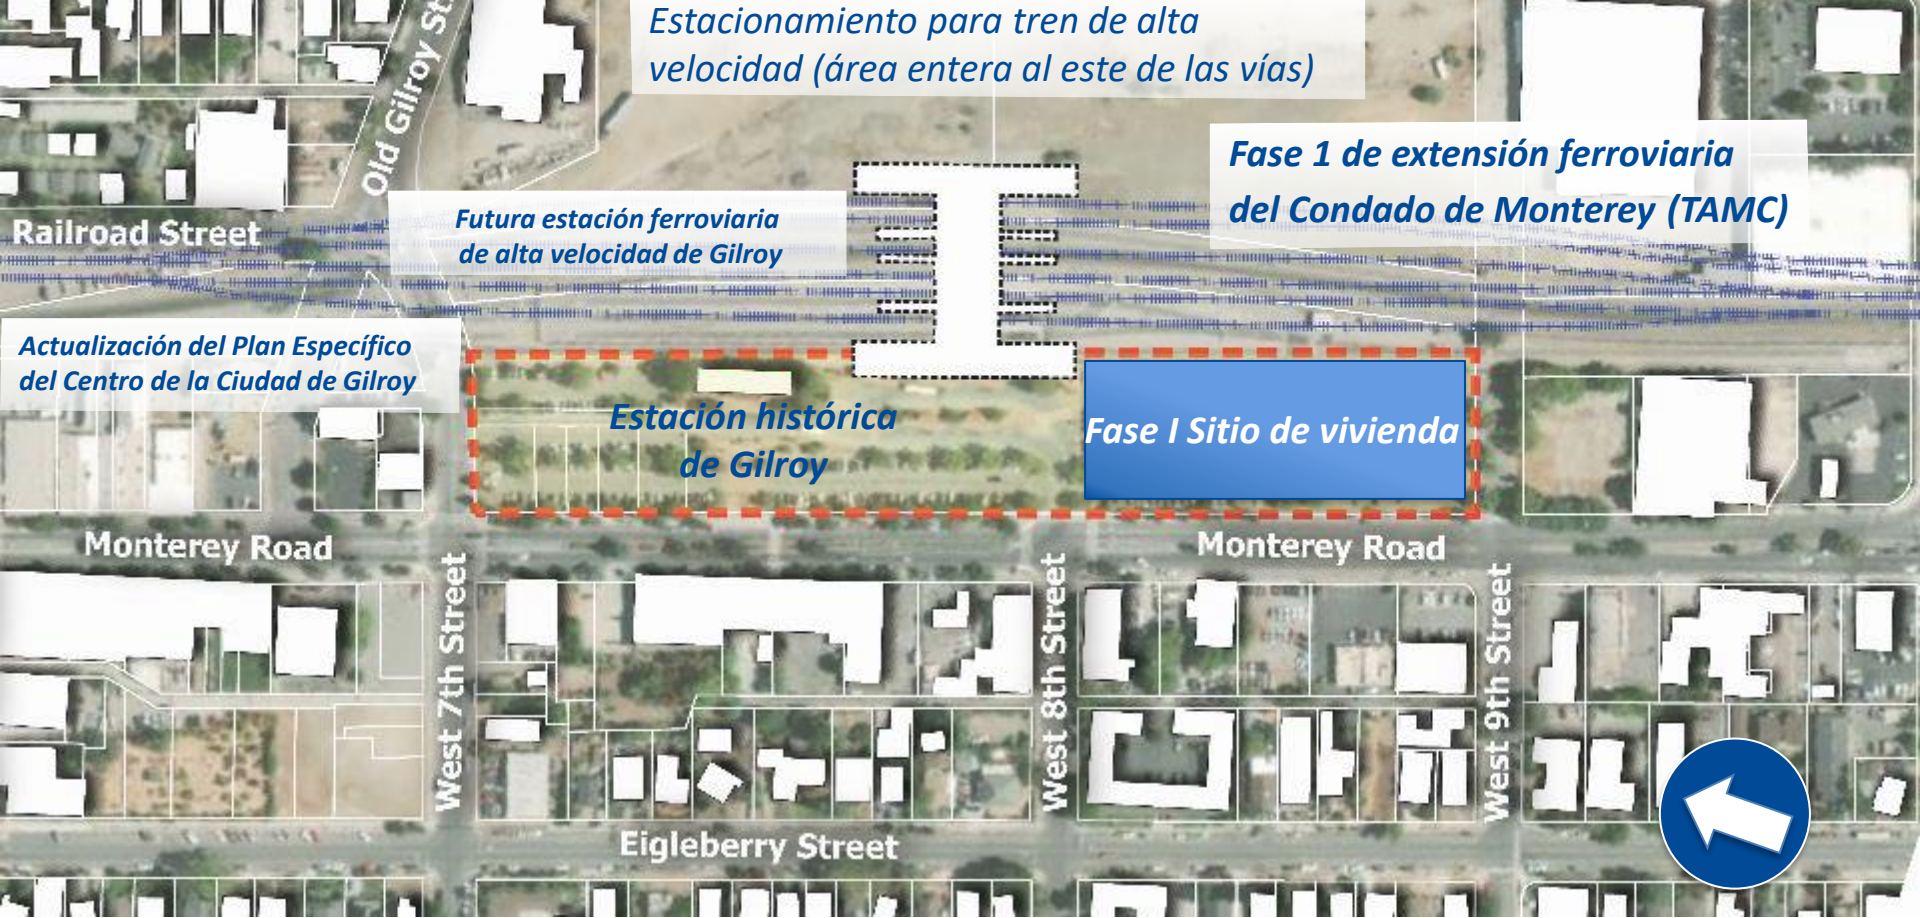 Estacionamiento para tren de alta
velocidad (área entera al este de las vías)
Old Gilroy St.
Fase 1 de extensión ferroviaria
del Condado de Monterey (TAMC)
Railroad Street
Futura estación ferroviaria
de alta velocidad de Gilroy
Actualización del Plan Específico
del Centro de la Ciudad de Gilroy
Estación histórica
de Gilroy
Fase I Sitio de vivienda
Monterey Road
Monterey Road
West 7th Street
West 8th Street
West 9th Street
Eigleberry Street